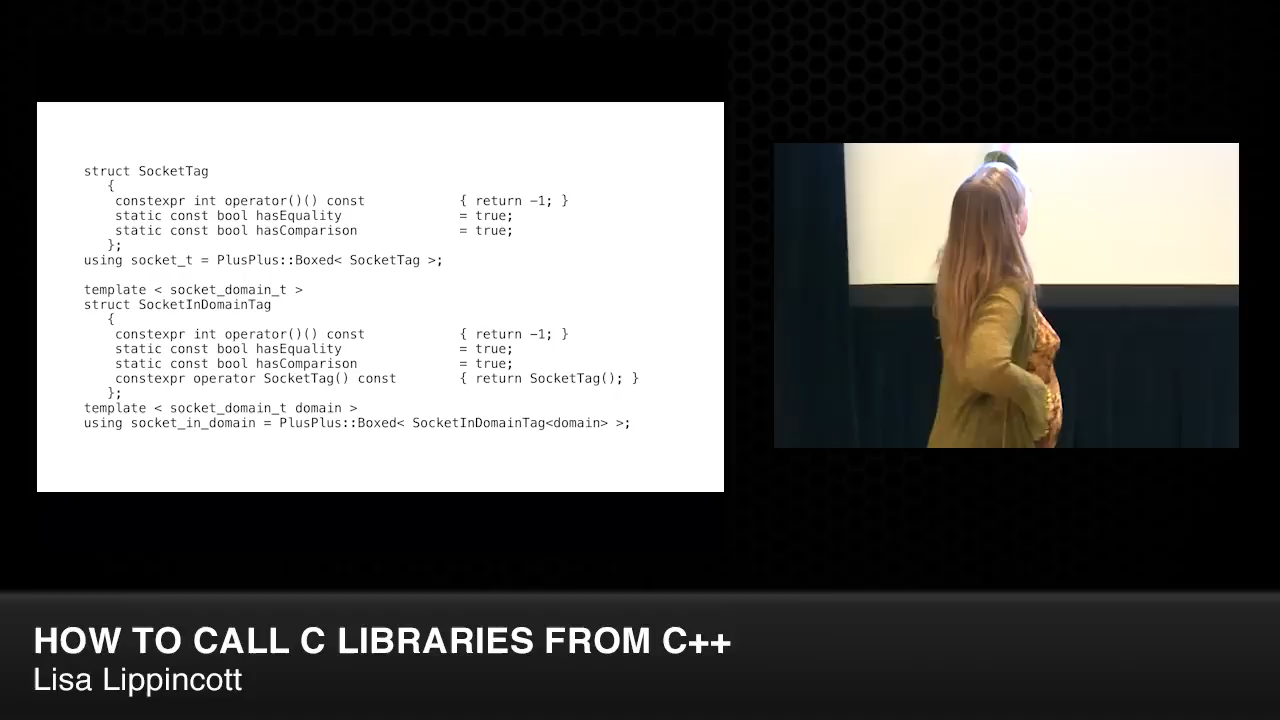 struct SocketTag
{
constexpr int operator()() const { return -1; }
static const bool hasEquality = true;
static const bool hasComparison = true;
};
using socket_t = PlusPlus::Boxed< SocketTag >;
template < socket_domain_t >
struct SocketInDomainTag
{
constexpr int operator()() const { return -1; }
static const bool hasEquality = true;
static const bool hasComparison = true;
constexpr operator SocketTag() const { return SocketTag(); }
};
template < socket_domain_t domain >
using socket_in_domain = PlusPlus::Boxed< SocketInDomainTag<domain> >;
HOW TO CALL C LIBRARIES FROM C++
Lisa Lippincott